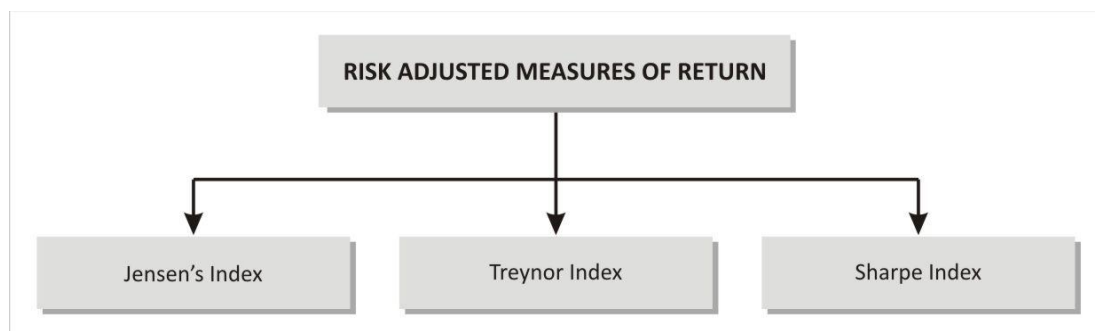 RISK ADJUSTED MEASURES OF RETURN
Jensen’s Index
Treynor Index
Sharpe Index